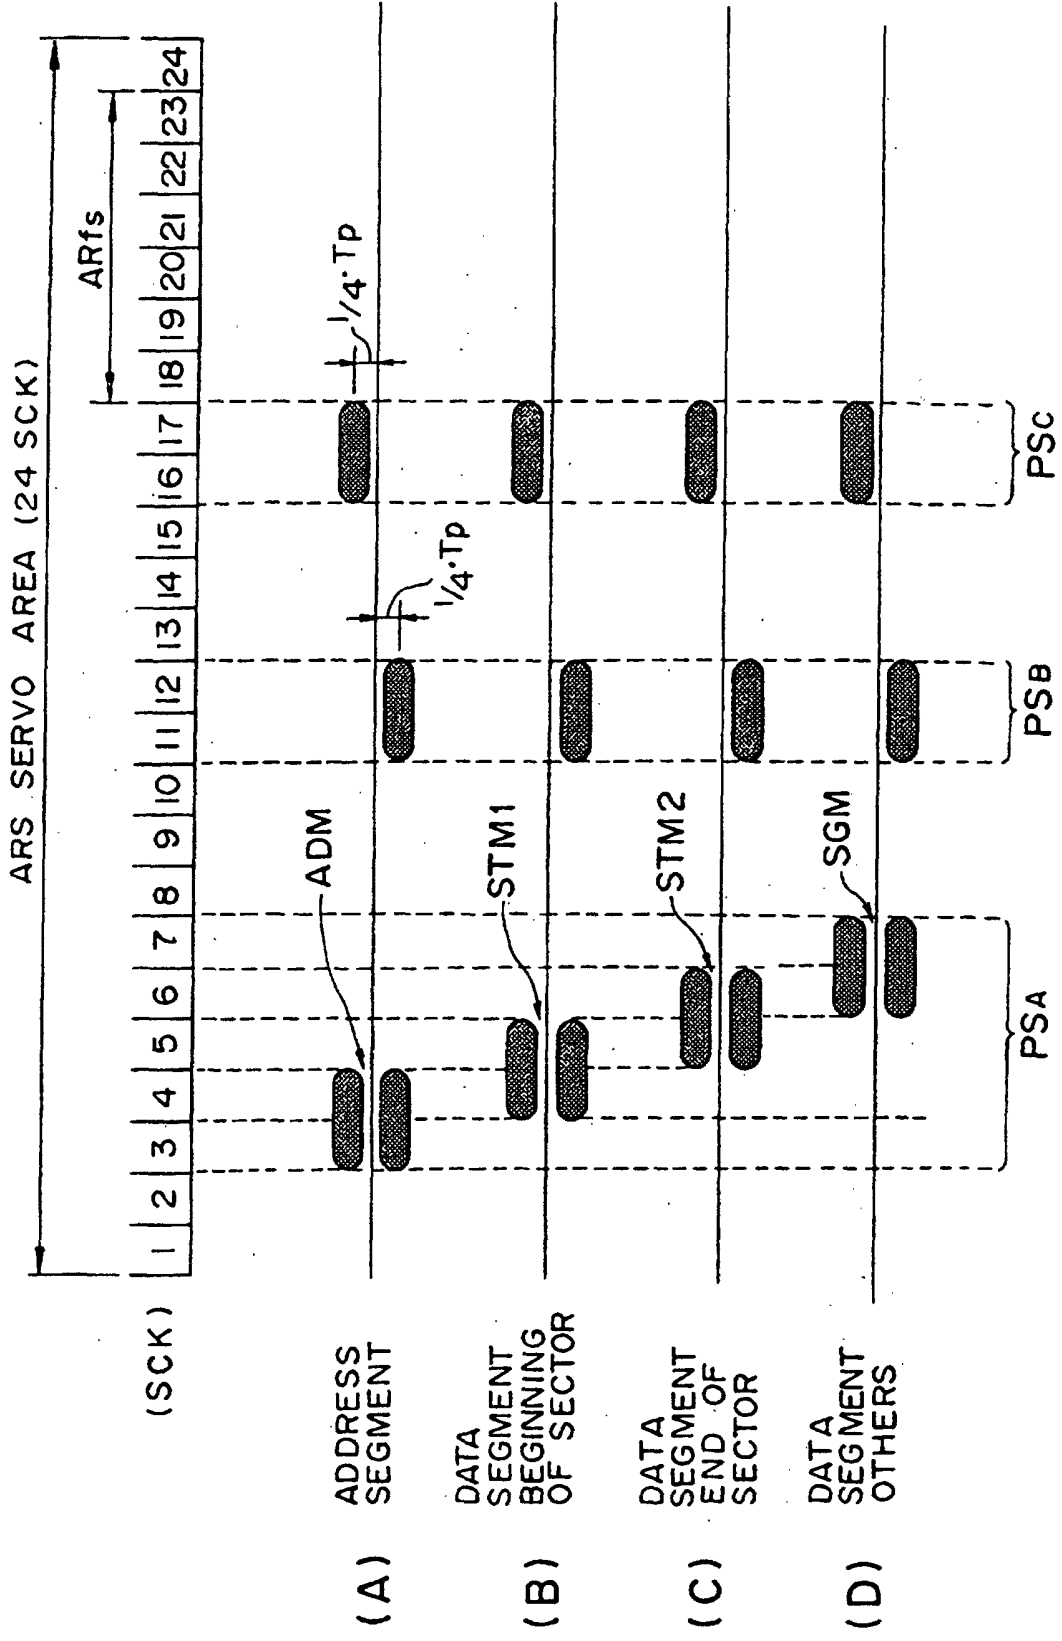 ARS SERVO AREA (24 SCK)
ARfs
(SCK) 1 2 3 4 5 6 7 8 9 10 11 12 13 14 15 16 17 18 19 20 21 22 23 24
(A) ADDRESS
SEGMENT
ADM
1/4·Tp
1/4·Tp
(B) DATA
SEGMENT
BEGINNING
OF SECTOR
STM1
(C) DATA
SEGMENT
END OF
SECTOR
STM2
(D) DATA
SEGMENT
OTHERS
SGM
PSA
PSB
PSC